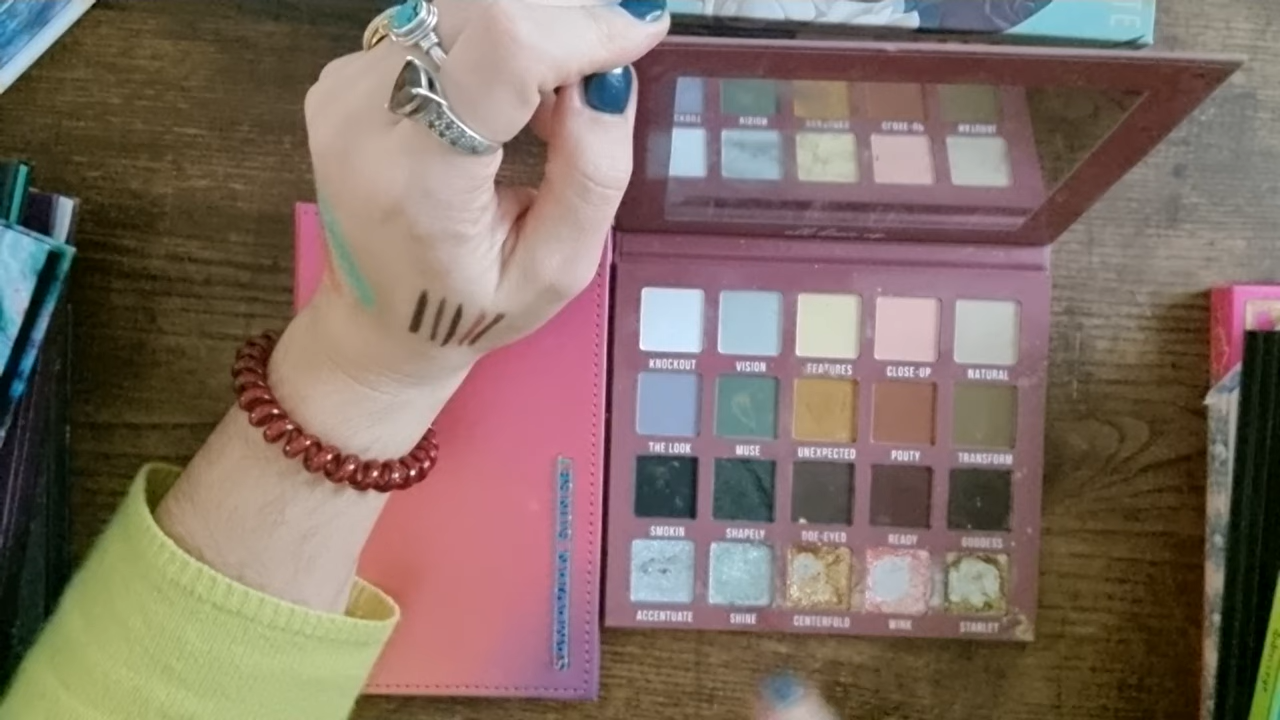 KNOCKOUT VISION FEATURES CLOSE-UP NATURAL
THE LOOK MUSE UNEXPECTED POUTY TRANSFORM
SMOKIN SHAPELY DOE-EYED READY GODDESS
ACCENTUATE SHINE CENTERFOLD WINK STARLET